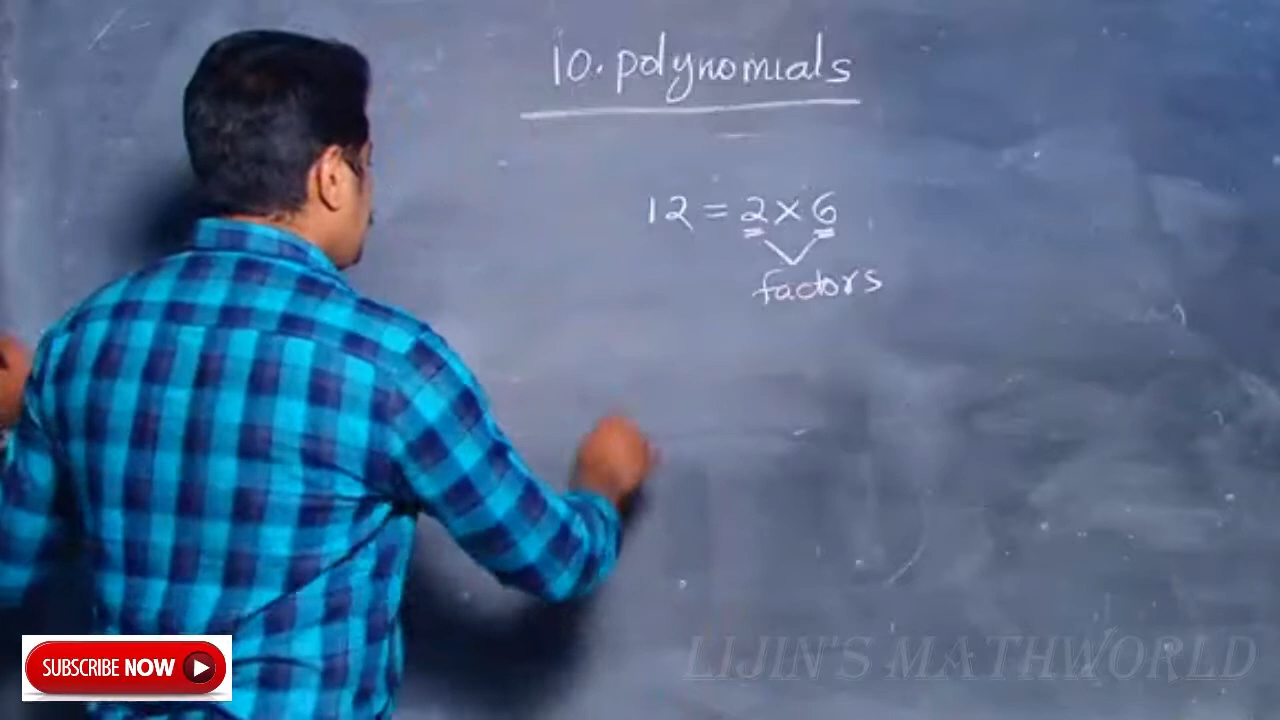 10. polynomials
12 = 2 × 6
factors
SUBSCRIBE NOW
LIJIN'S MATHWORLD